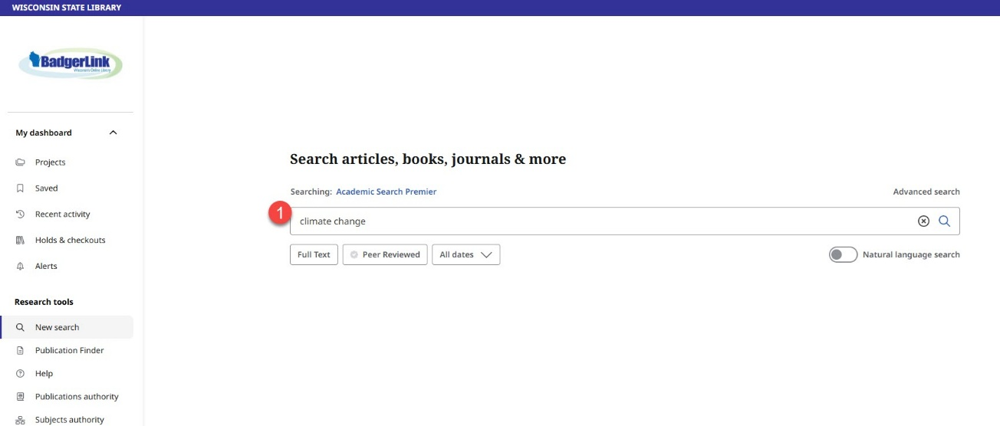 WISCONSIN STATE LIBRARY
BadgerLink
Wisconsin's Online Library
My dashboard
Projects
Saved
Recent activity
Holds & checkouts
Alerts
Research tools
New search
Publication Finder
Help
Publications authority
Subjects authority
Search articles, books, journals & more
Searching: Academic Search Premier
Advanced search
1
climate change
Full Text
Peer Reviewed
All dates
Natural language search